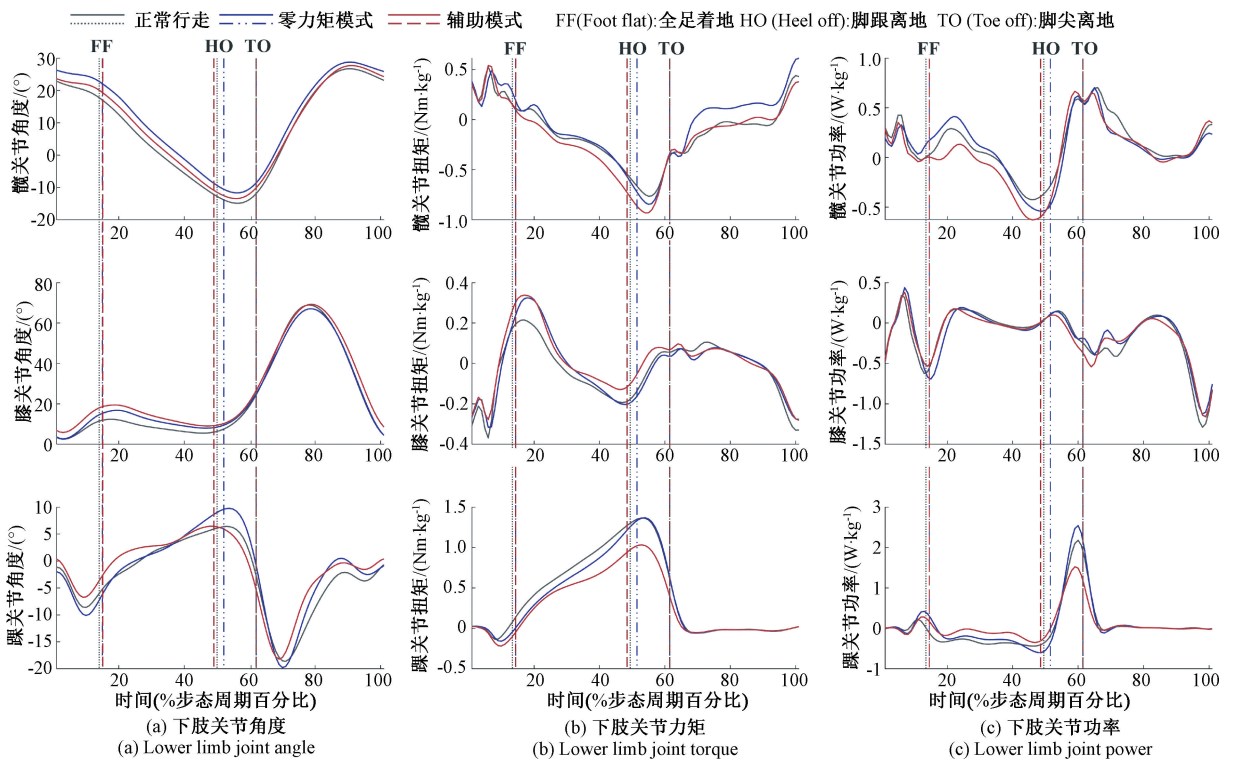 正常行走 零力矩模式 辅助模式 FF(Foot flat):全足着地 HO (Heel off):脚跟离地 TO (Toe off):脚尖离地
FF HO TO
30
20
10
0
-10
-20
髋关节角度/(°)
20 40 60 80 100
FF HO TO
0.5
0
-0.5
-1.0
髋关节扭矩/(Nm·kg⁻¹)
20 40 60 80 100
FF HO TO
1.0
0.5
0
-0.5
髋关节功率/(W·kg⁻¹)
20 40 60 80 100
80
60
40
20
0
膝关节角度/(°)
20 40 60 80 100
0.4
0.2
0
-0.2
-0.4
膝关节扭矩/(Nm·kg⁻¹)
20 40 60 80 100
0.5
0
-0.5
-1.0
-1.5
膝关节功率/(W·kg⁻¹)
20 40 60 80 100
10
5
0
-5
-10
-15
-20
踝关节角度/(°)
20 40 60 80 100
时间(%步态周期百分比)
(a) 下肢关节角度
(a) Lower limb joint angle
1.5
1.0
0.5
0
-0.5
踝关节扭矩/(Nm·kg⁻¹)
20 40 60 80 100
时间(%步态周期百分比)
(b) 下肢关节力矩
(b) Lower limb joint torque
3
2
1
0
-1
踝关节功率/(W·kg⁻¹)
20 40 60 80 100
时间(%步态周期百分比)
(c) 下肢关节功率
(c) Lower limb joint power